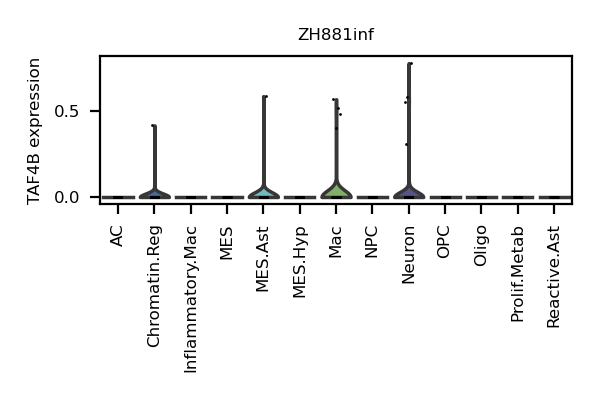 ZH881inf
TAF4B expression
0.5
0.0
AC
Chromatin.Reg
Inflammatory.Mac
MES
MES.Ast
MES.Hyp
Mac
NPC
Neuron
OPC
Oligo
Prolif.Metab
Reactive.Ast